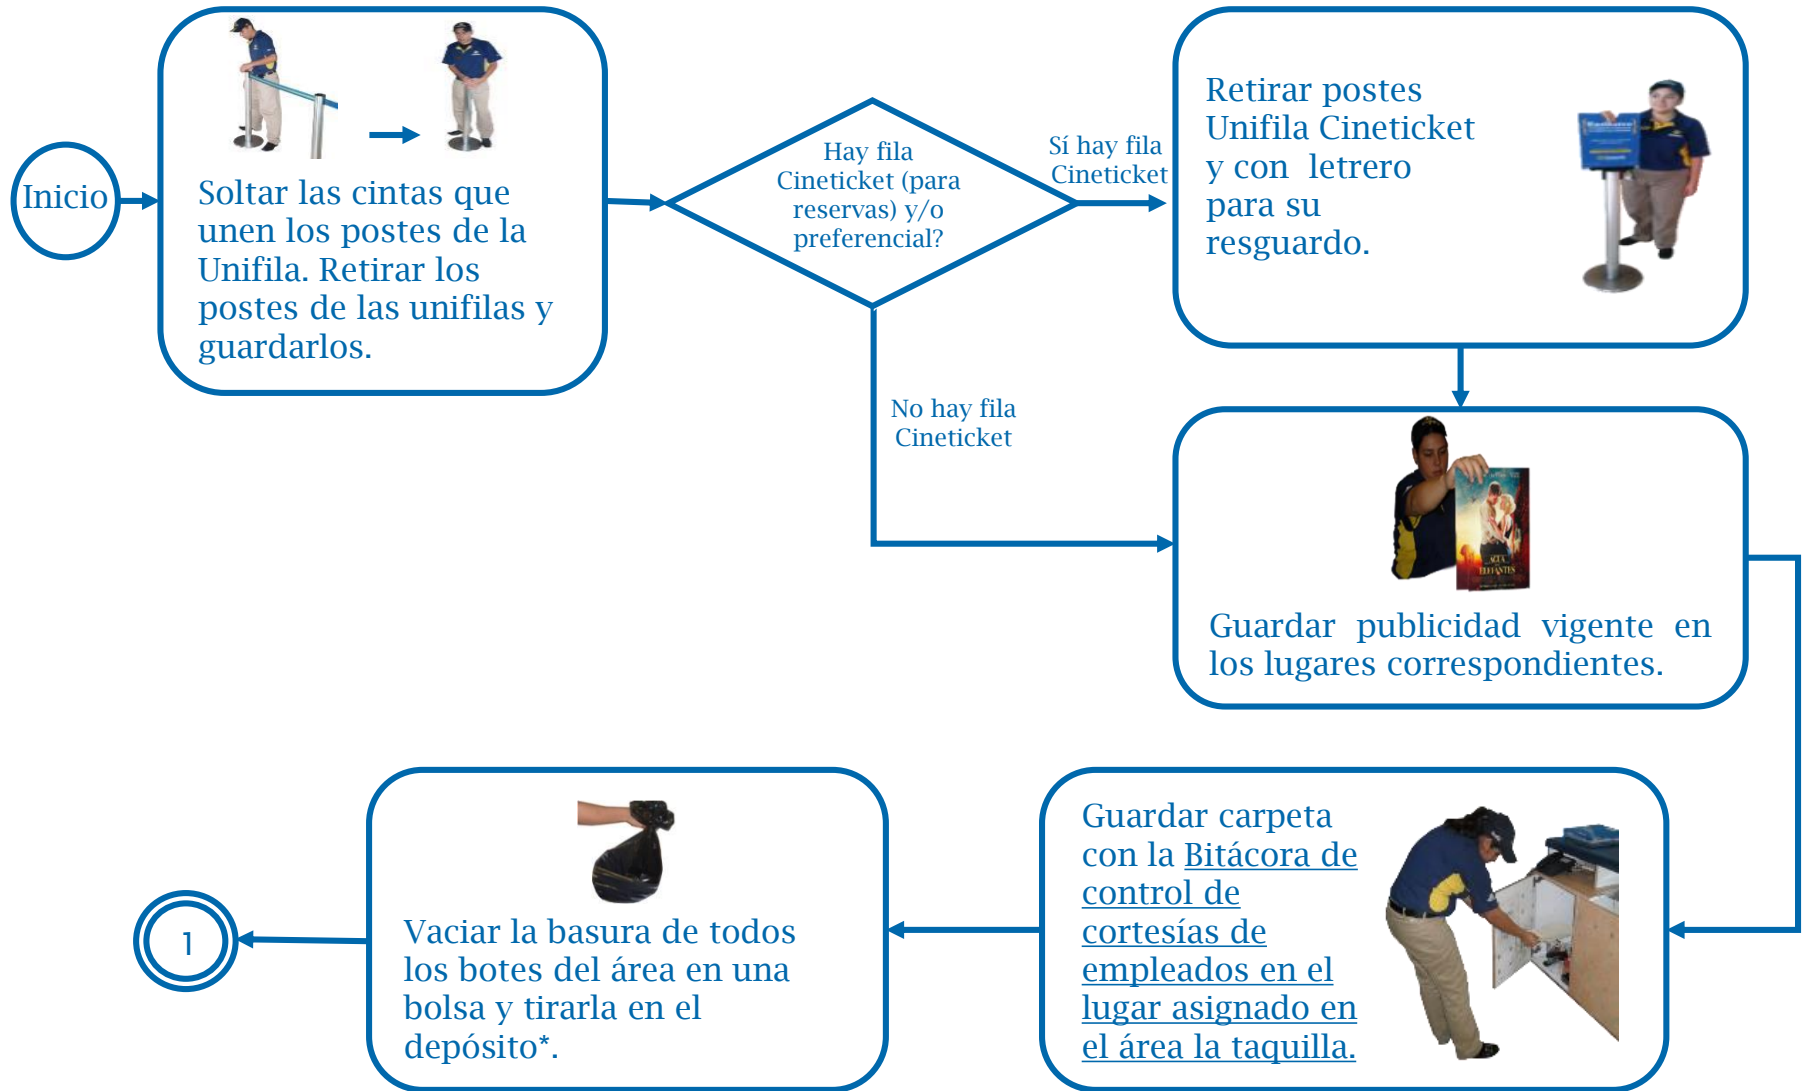 Inicio
Soltar las cintas que
unen los postes de la
Unifila. Retirar los
postes de las unifilas y
guardarlos.
Hay fila
Cineticket (para
reservas) y/o
preferencial?
Sí hay fila
Cineticket
Retirar postes
Unifila Cineticket
y con letrero
para su
resguardo.
No hay fila
Cineticket
AGUA
ELEFANTES
Guardar publicidad vigente en
los lugares correspondientes.
Guardar carpeta
con la Bitácora de
control de
cortesías de
empleados en el
lugar asignado en
el área la taquilla.
Vaciar la basura de todos
los botes del área en una
bolsa y tirarla en el
depósito*.
1